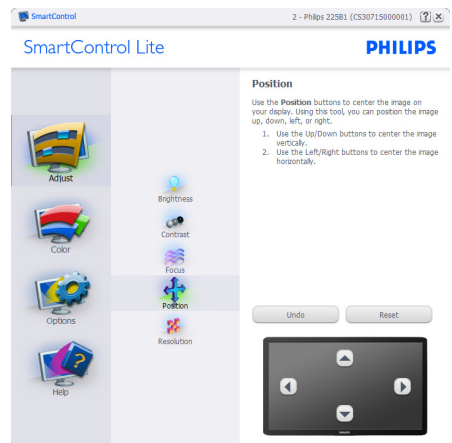 SmartControl
2 - Philips 225B1 (CS30715000001)
?
SmartControl Lite
PHILIPS
Adjust
Color
Options
?
Help
Brightness
Contrast
Focus
Position
Resolution
Position
Use the Position buttons to center the image on
your display. Using this tool, you can position the image
up, down, left, or right.
1. Use the Up/Down buttons to center the image
vertically.
2. Use the Left/Right buttons to center the image
horizontally.
Undo
Reset
PHILIPS